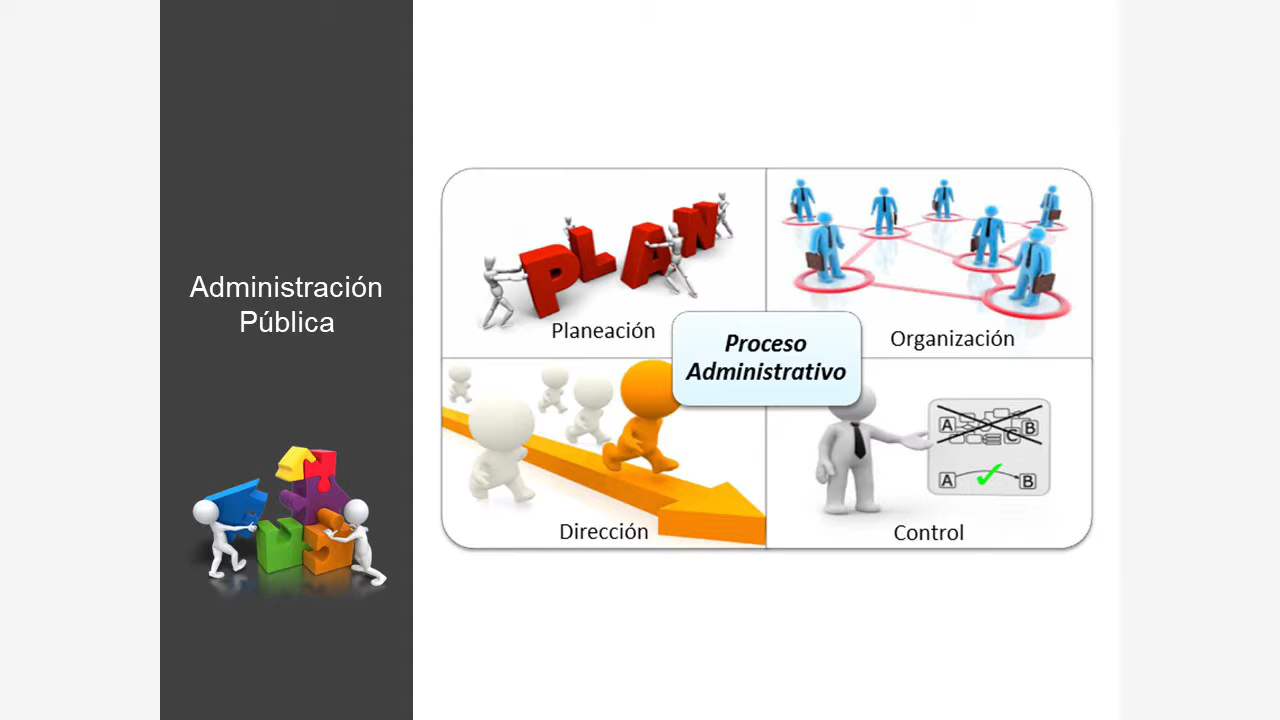 Administración
Pública
PLAN
Planeación
Organización
Proceso
Administrativo
Dirección
A
B
C
A
B
Control